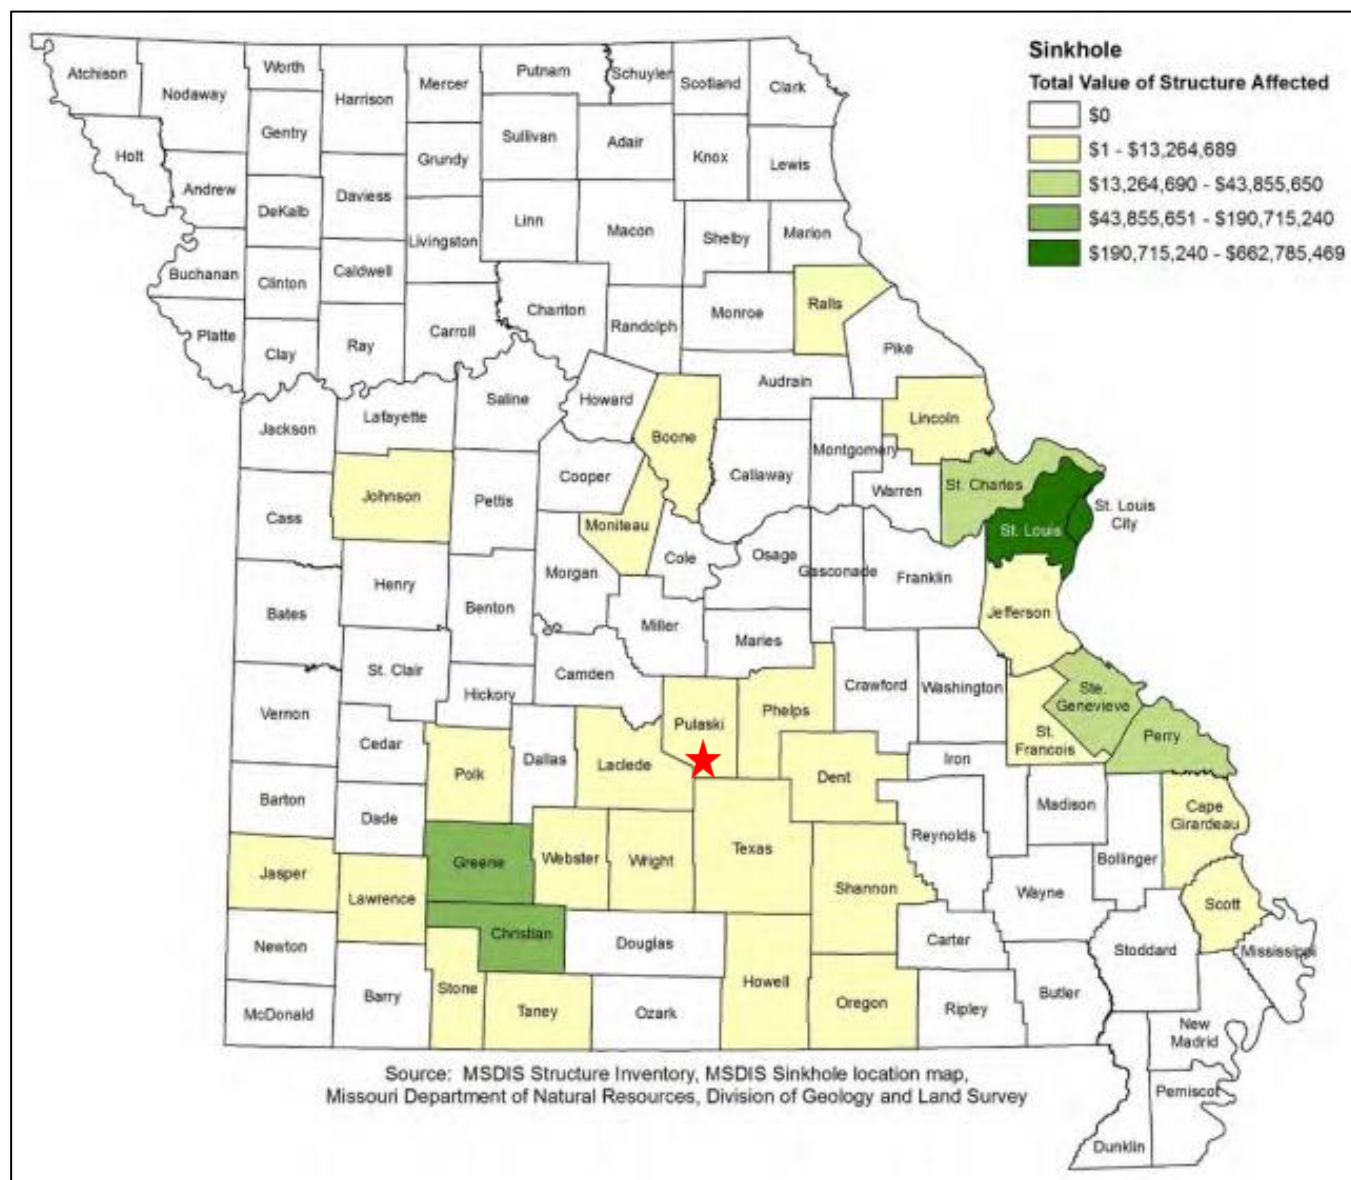 Sinkhole
Total Value of Structure Affected
$0
$1 - $13,264,689
$13,264,690 - $43,855,650
$43,855,651 - $190,715,240
$190,715,240 - $662,785,469
Atchison
Nodaway
Worth
Harrison
Mercer
Putnam
Schuyler
Scotland
Clark
Gentry
Sullivan
Adair
Knox
Lewis
Holt
Andrew
DeKalb
Daviess
Grundy
Linn
Macon
Shelby
Marion
Livingston
Buchanan
Clinton
Caldwell
Chariton
Randolph
Monroe
Ralls
Platte
Clay
Ray
Carroll
Pike
Audrain
Saline
Howard
Jackson
Lafayette
Boone
Lincoln
Callaway
Montgomery
Warren
St. Charles
Cooper
Johnson
Pettis
Cass
Moniteau
St. Louis
St. Louis
City
Cole
Osage
Gasconade
Franklin
Morgan
Henry
Bates
Benton
Miller
Maries
Jefferson
St. Clair
Camden
Crawford
Washington
Hickory
Vernon
Pulaski
Phelps
Ste.
Genevieve
St.
Francois
Perry
Cedar
Polk
Dallas
Laclede
Dent
Iron
Barton
Dade
Madison
Cape
Girardeau
Reynolds
Greene
Webster
Wright
Texas
Bollinger
Jasper
Lawrence
Shannon
Wayne
Scott
Christian
Newton
Douglas
Carter
Stoddard
Mississippi
Barry
Stone
Howell
McDonald
Taney
Ozark
Oregon
Ripley
Butler
New
Madrid
Pemiscot
Dunklin
Source: MSDIS Structure Inventory, MSDIS Sinkhole location map,
Missouri Department of Natural Resources, Division of Geology and Land Survey